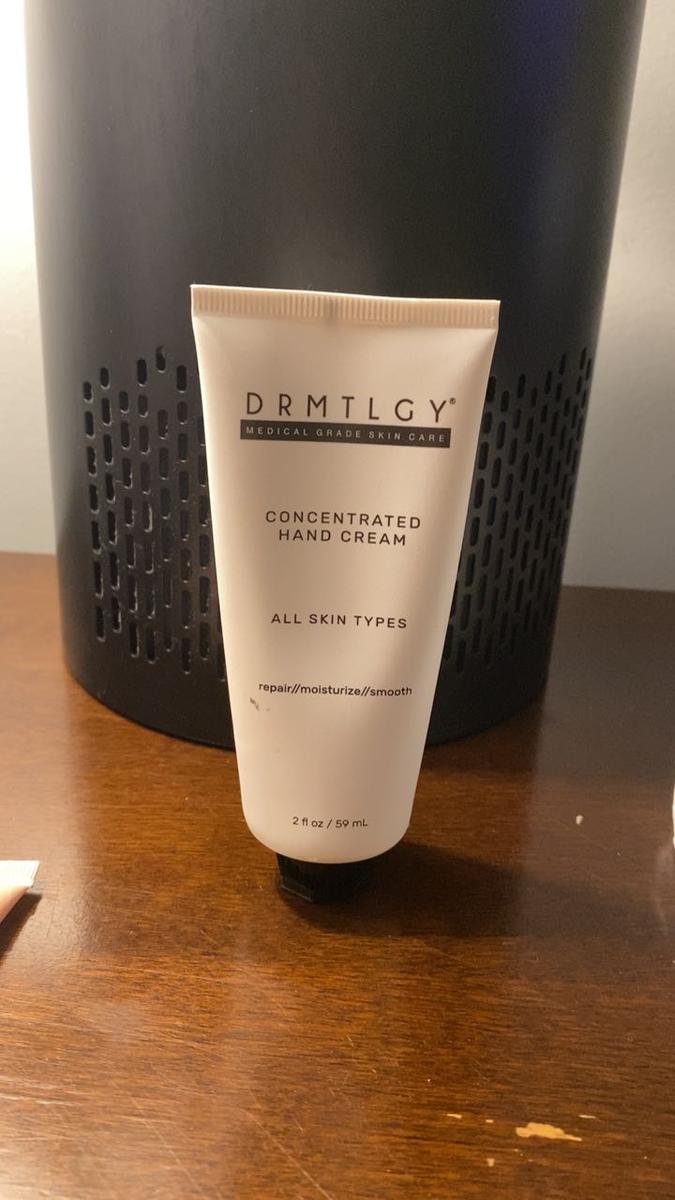 DRMTLGY®
MEDICAL GRADE SKIN CARE
CONCENTRATED
HAND CREAM
ALL SKIN TYPES
repair//moisturize//smooth
2 fl oz / 59 mL